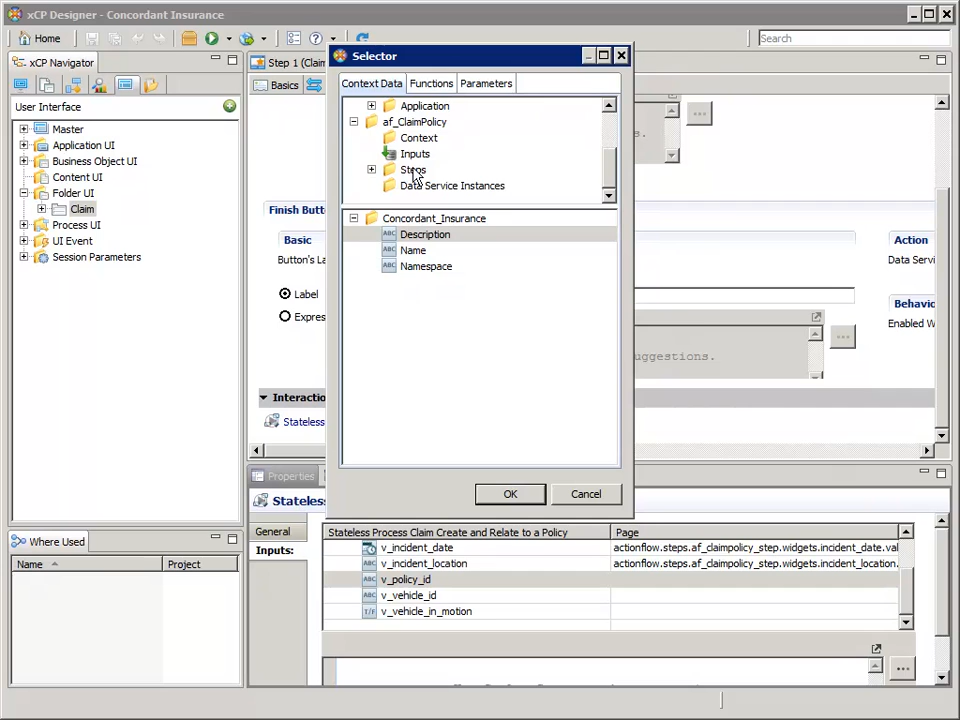 xCP Designer - Concordant Insurance
Home
Search
xCP Navigator
User Interface
Master
Application UI
Business Object UI
Content UI
Folder UI
Claim
Process UI
UI Event
Session Parameters
Where Used
Name
Project
Step 1 (Clai
Basics
Finish Butt
Basic
Button's La
Label
Expres
Interactio
Stateless
Action
Data Servi
Behavio
Enabled W
s.
uggestions.
Selector
Context Data
Functions
Parameters
Application
af_ClaimPolicy
Context
Inputs
Steps
Data Service Instances
Concordant_Insurance
Description
Name
Namespace
OK
Cancel
Properties
Stateless
General
Inputs:
Stateless Process Claim Create and Relate to a Policy
Page
v_incident_date
actionflow.steps.af_claimpolicy_step.widgets.incident_date.val
v_incident_location
actionflow.steps.af_claimpolicy_step.widgets.incident_location.
v_policy_id
v_vehicle_id
v_vehicle_in_motion